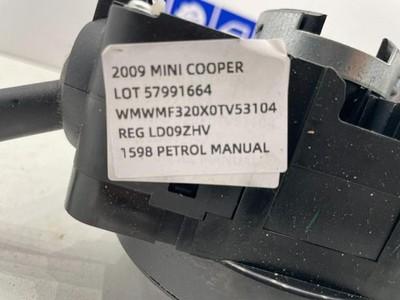 2009 MINI COOPER
LOT 57991664
WMWMF320X0TV53104
REG LD09ZHV
1598 PETROL MANUAL